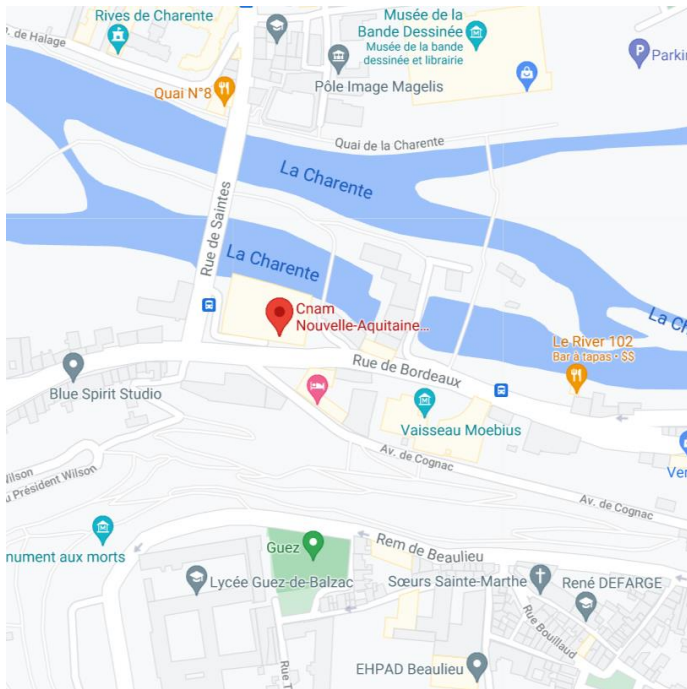 Rives de Charente
. de Halage
Musée de la
Bande Dessinée
Musée de la bande
dessinée et librairie
Parkin
Pôle Image Magelis
Quai N°8
Quai de la Charente
La Charente
Rue de Saintes
La Charente
Cnam
Nouvelle-Aquitaine...
La Ch
Le River 102
Bar à tapas • $$
Rue de Bordeaux
Blue Spirit Studio
Vaisseau Moebius
Av. de Cognac
Ver
Wilson
u Président Wilson
Av. de Cognac
nument aux morts
Guez
Rem de Beaulieu
Lycée Guez-de-Balzac
Sœurs Sainte-Marthe
René DEFARGE
Rue Bouillaud
Rue T
EHPAD Beaulieu